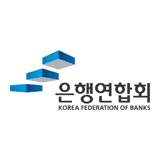 은행연합회
KOREA FEDERATION OF BANKS